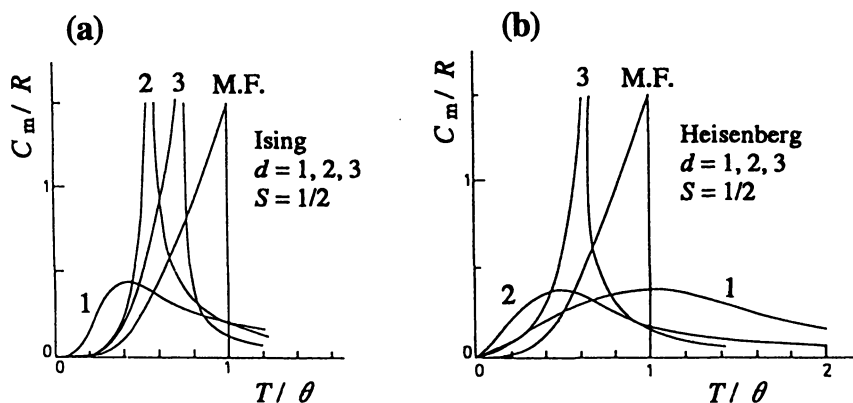 (a)
C_m / R
2 3 M.F.
Ising
d = 1, 2, 3
S = 1/2
1
1
0
0 1
T / θ
(b)
C_m / R
3 M.F.
Heisenberg
d = 1, 2, 3
S = 1/2
1
2
1
0
0 1 2
T / θ